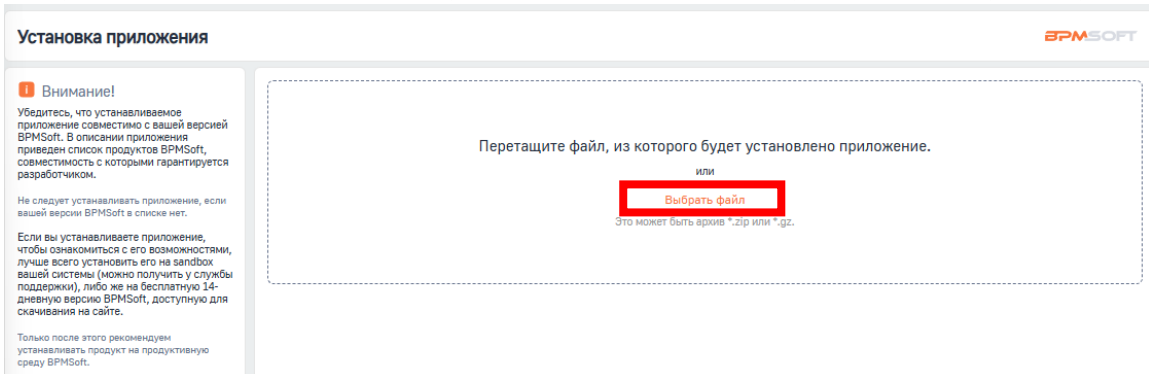 Установка приложения
BPMSOFT
Внимание!
Убедитесь, что устанавливаемое
приложение совместимо с вашей версией
BPMSoft. В описании приложения
приведен список продуктов BPMSoft,
совместимость с которыми гарантируется
разработчиком.
Не следует устанавливать приложение, если
вашей версии BPMSoft в списке нет.
Если вы устанавливаете приложение,
чтобы ознакомиться с его возможностями,
лучше всего установить его на sandbox
вашей системы (можно получить у службы
поддержки), либо же на бесплатную 14-
дневную версию BPMSoft, доступную для
скачивания на сайте.
Только после этого рекомендуем
устанавливать продукт на продуктивную
среду BPMSoft.
Перетащите файл, из которого будет установлено приложение.
или
Выбрать файл
Это может быть архив *.zip или *.gz.